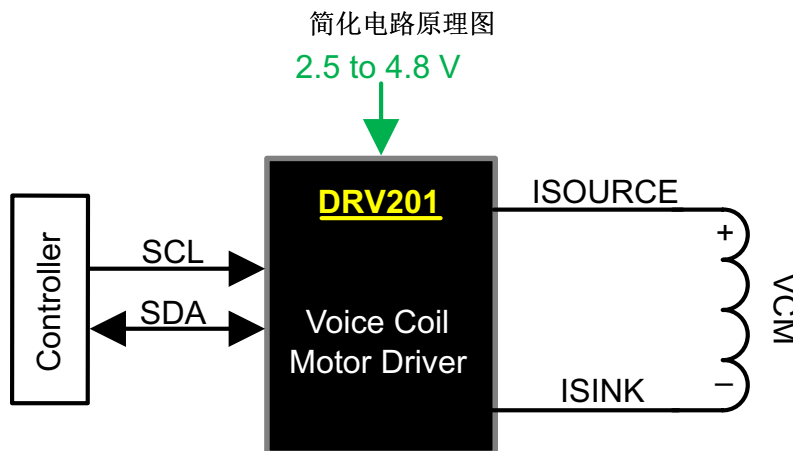 简化电路原理图
2.5 to 4.8 V
DRV201
ISOURCE
Controller
SCL
SDA
Voice Coil
Motor Driver
+
VCM
−
ISINK